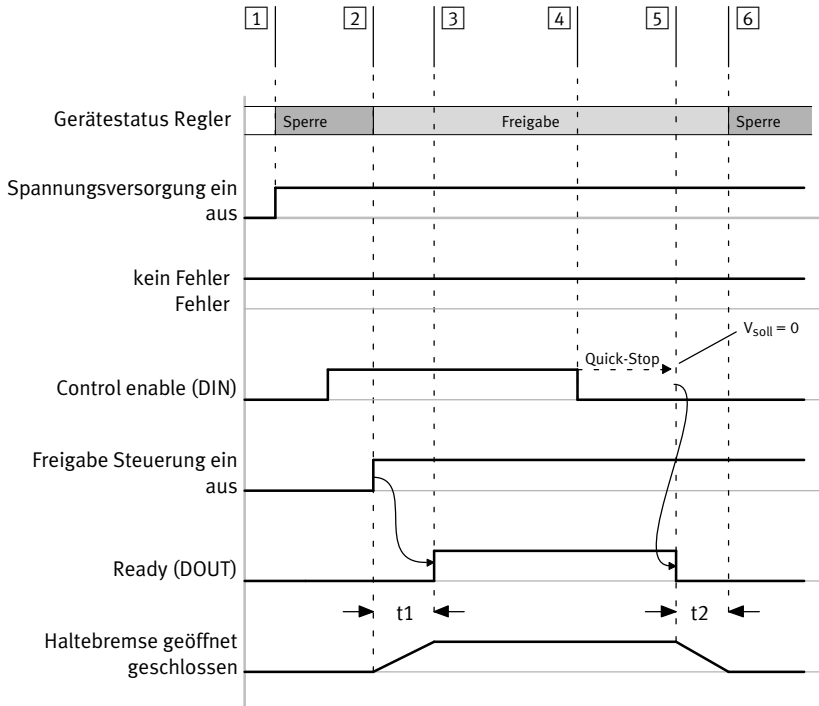 1 2 3 4 5 6
Gerätestatus Regler
Sperre Freigabe Sperre
Spannungsversorgung ein
aus
kein Fehler
Fehler
V_soll = 0
Quick-Stop
Control enable (DIN)
Freigabe Steuerung ein
aus
Ready (DOUT)
t1 t2
Haltebremse geöffnet
geschlossen